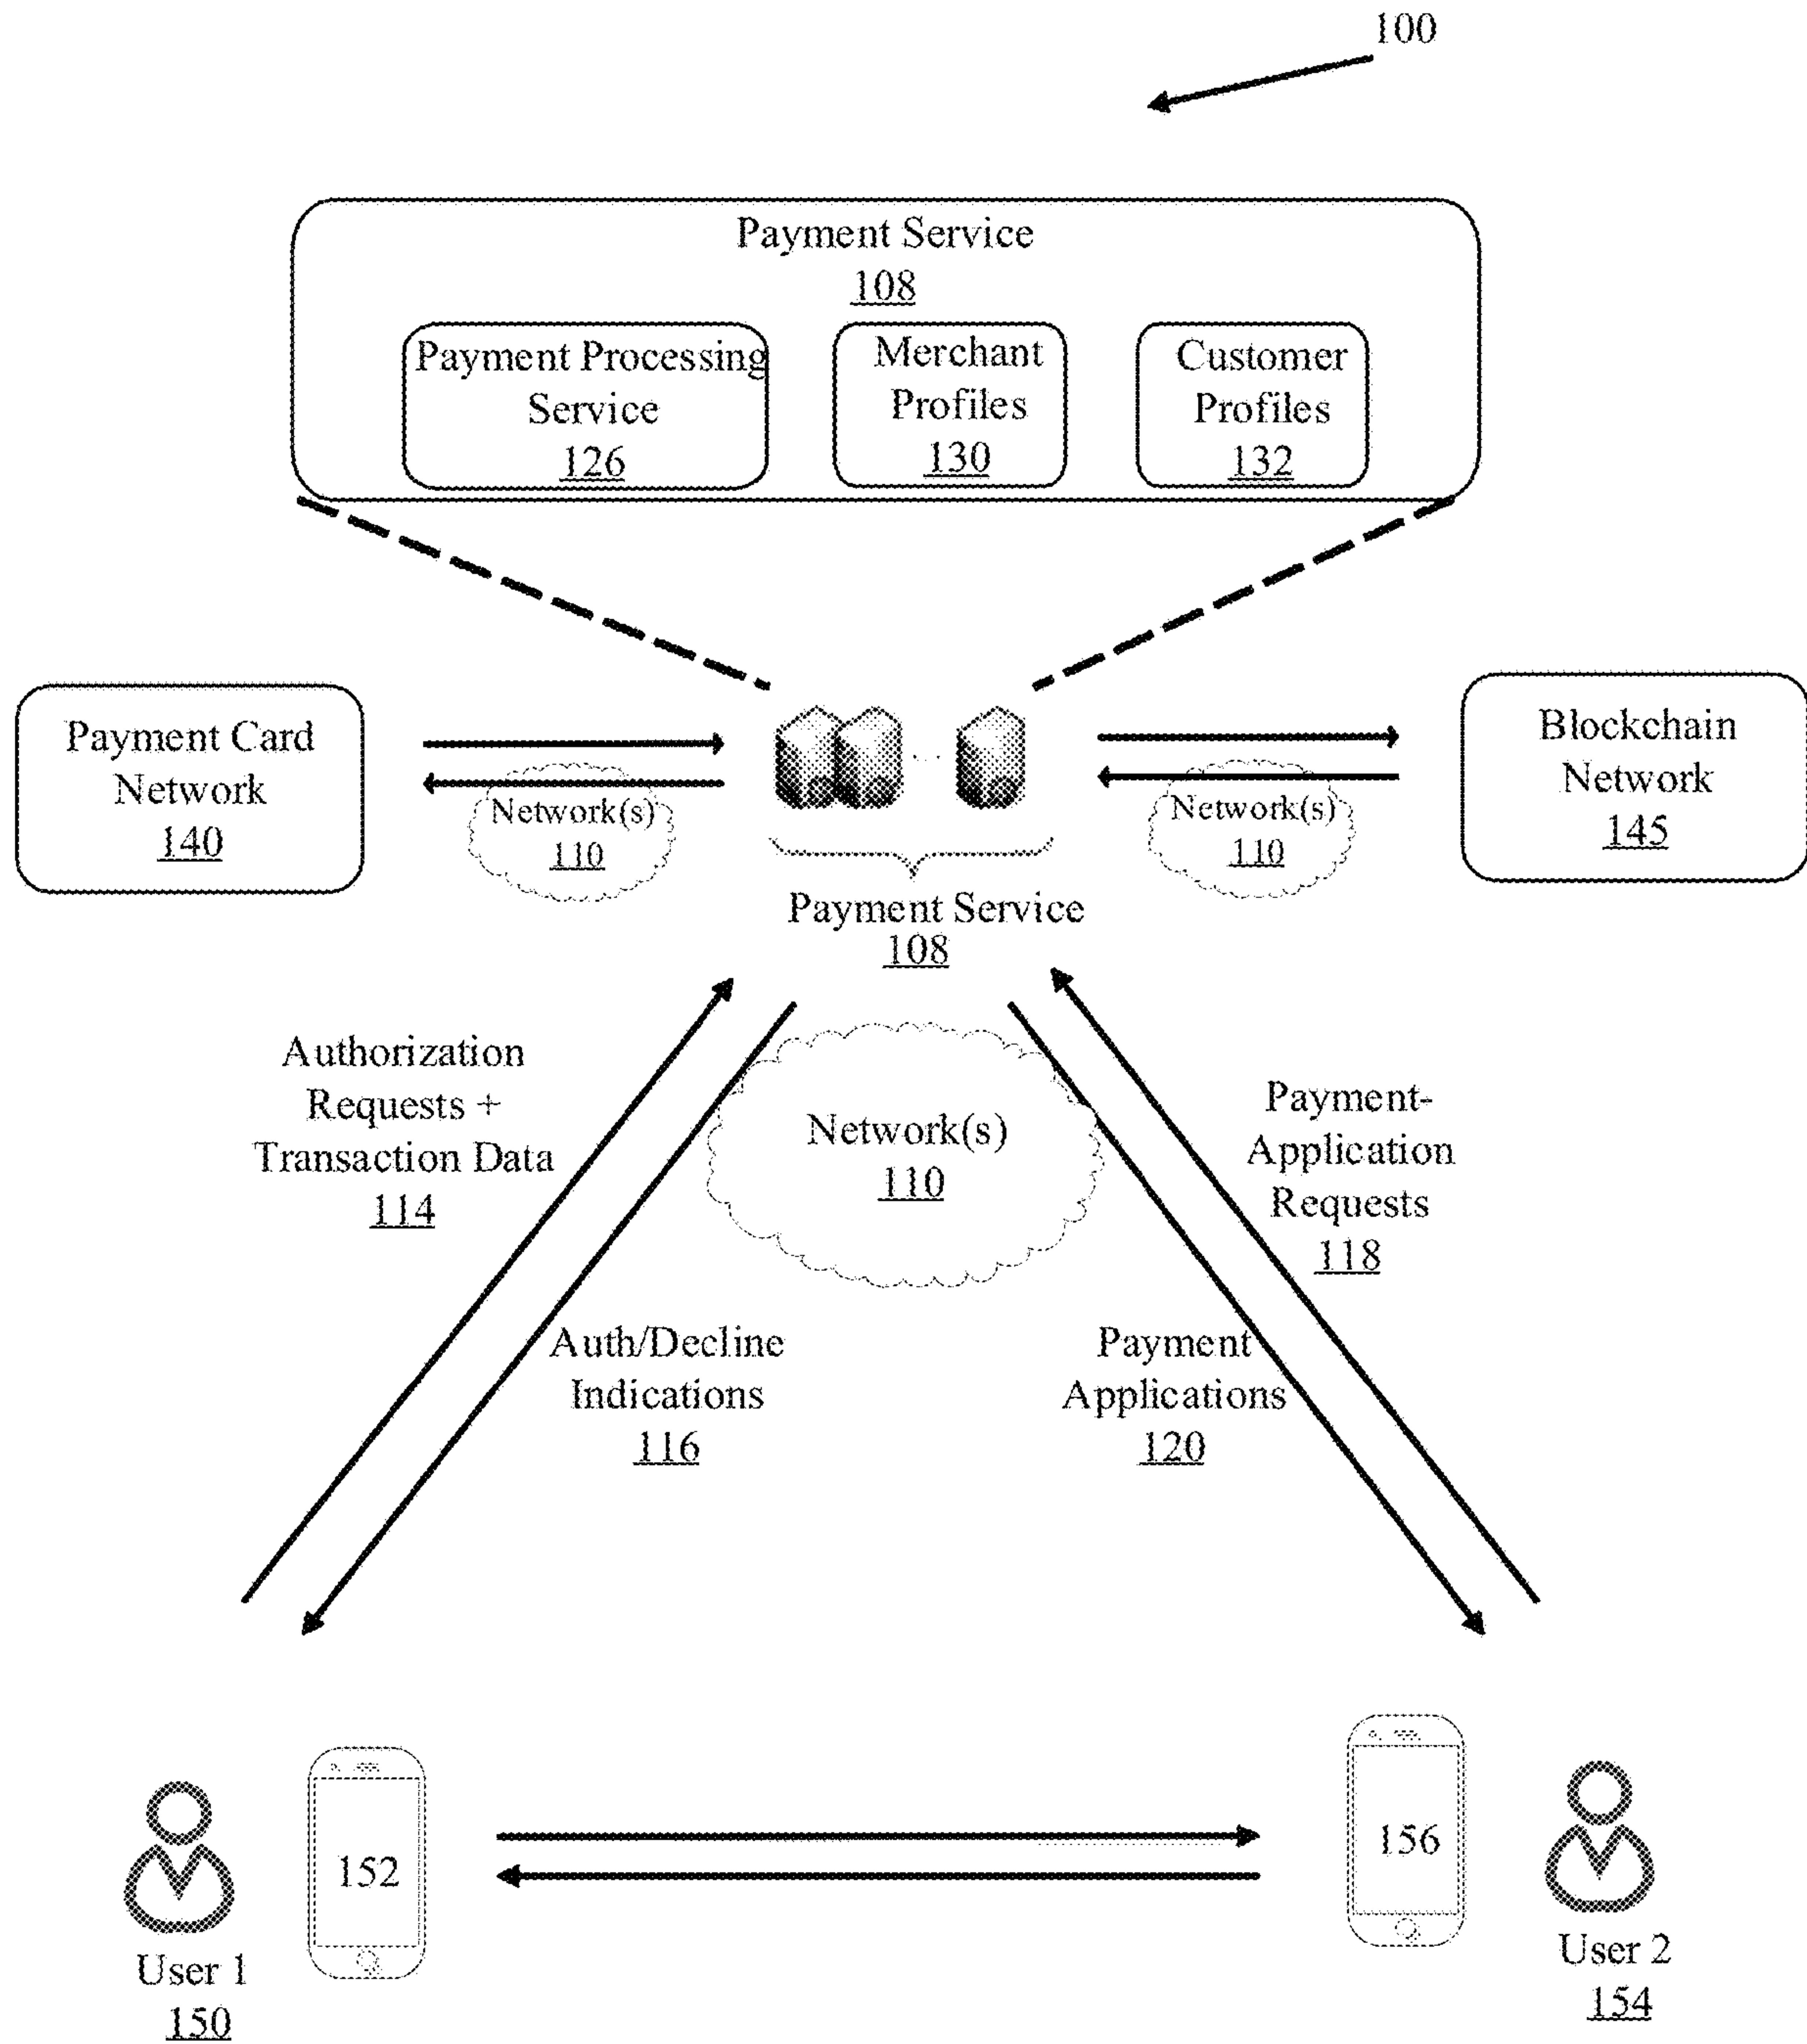 100
Payment Service
108
Payment Processing
Service
126
Merchant
Profiles
130
Customer
Profiles
132
Payment Card
Network
140
Network(s)
110
Payment Service
108
Network(s)
110
Blockchain
Network
145
Authorization
Requests +
Transaction Data
114
Network(s)
110
Payment-
Application
Requests
118
Auth/Decline
Indications
116
Payment
Applications
120
152
156
User 1
150
User 2
154